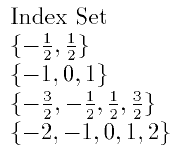 Index Set
{-1/2, 1/2}
{-1, 0, 1}
{-3/2, -1/2, 1/2, 3/2}
{-2, -1, 0, 1, 2}